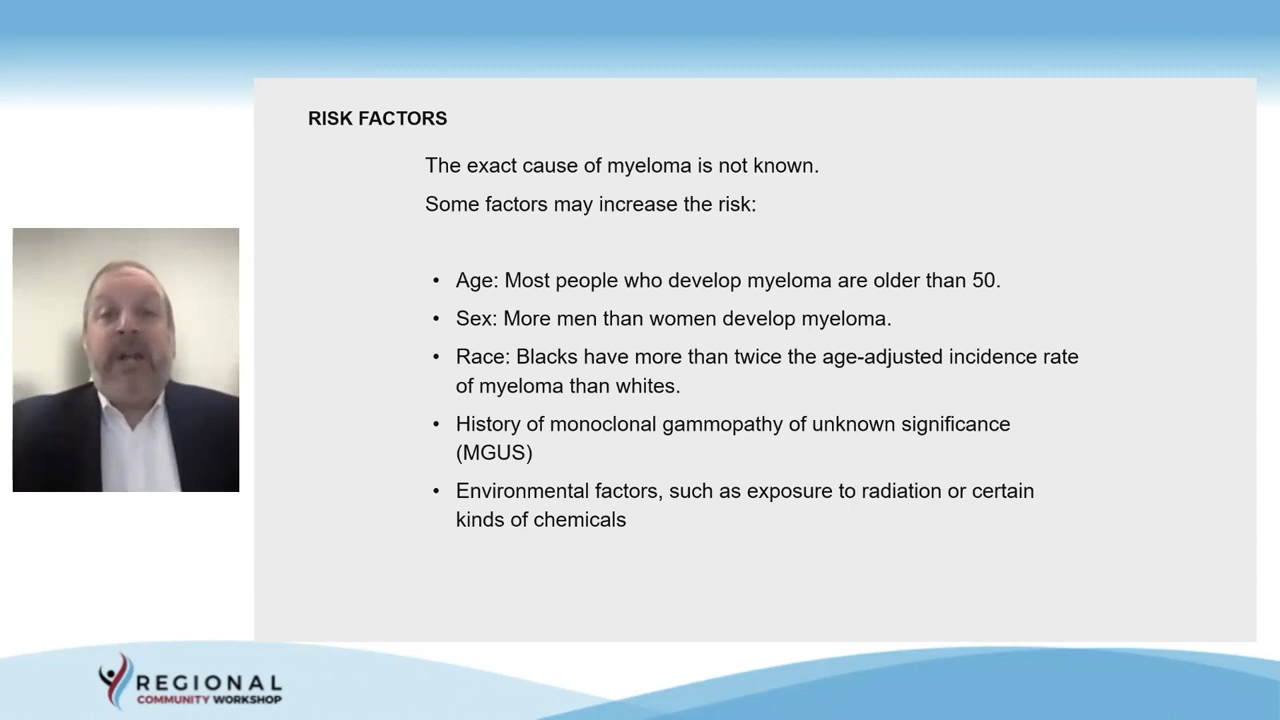 RISK FACTORS
The exact cause of myeloma is not known.
Some factors may increase the risk:
• Age: Most people who develop myeloma are older than 50.
• Sex: More men than women develop myeloma.
• Race: Blacks have more than twice the age-adjusted incidence rate
of myeloma than whites.
• History of monoclonal gammopathy of unknown significance
(MGUS)
• Environmental factors, such as exposure to radiation or certain
kinds of chemicals
REGIONAL
COMMUNITY WORKSHOP